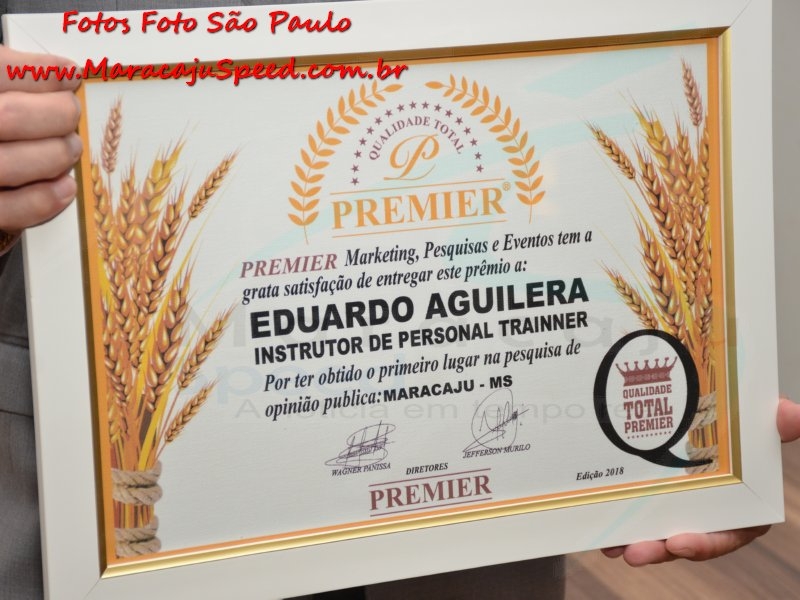 Fotos Foto São Paulo
www.MaracajuSpeed.com.br
QUALIDADE TOTAL
P
PREMIER®
PREMIER Marketing, Pesquisas e Eventos tem a
grata satisfação de entregar este prêmio a:
EDUARDO AGUILERA
INSTRUTOR DE PERSONAL TRAINNER
Por ter obtido o primeiro lugar na pesquisa de
opinião publica:MARACAJU - MS
QUALIDADE
TOTAL
PREMIER
WAGNER PANISSA
JEFFERSON MURILO
DIRETORES
PREMIER
Edição 2018